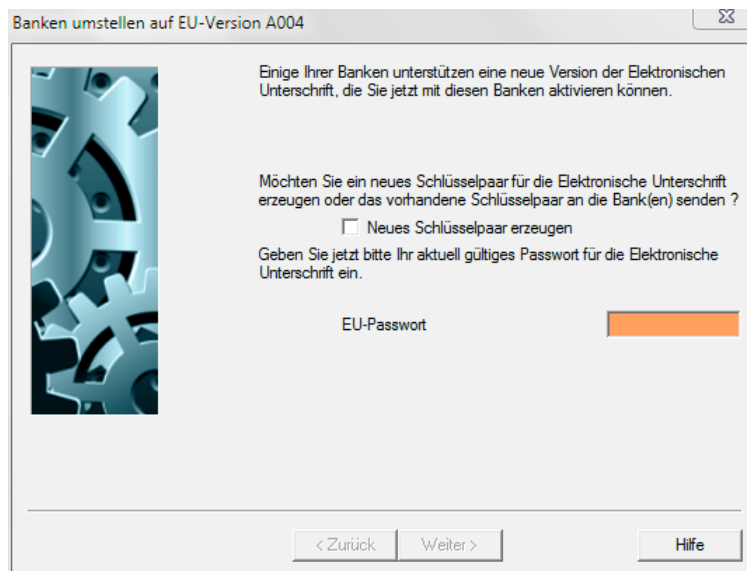 Banken umstellen auf EU-Version A004
Einige Ihrer Banken unterstützen eine neue Version der Elektronischen
Unterschrift, die Sie jetzt mit diesen Banken aktivieren können.
Möchten Sie ein neues Schlüsselpaar für die Elektronische Unterschrift
erzeugen oder das vorhandene Schlüsselpaar an die Bank(en) senden ?
Neues Schlüsselpaar erzeugen
Geben Sie jetzt bitte Ihr aktuell gültiges Passwort für die Elektronische
Unterschrift ein.
EU-Passwort
< Zurück Weiter > Hilfe